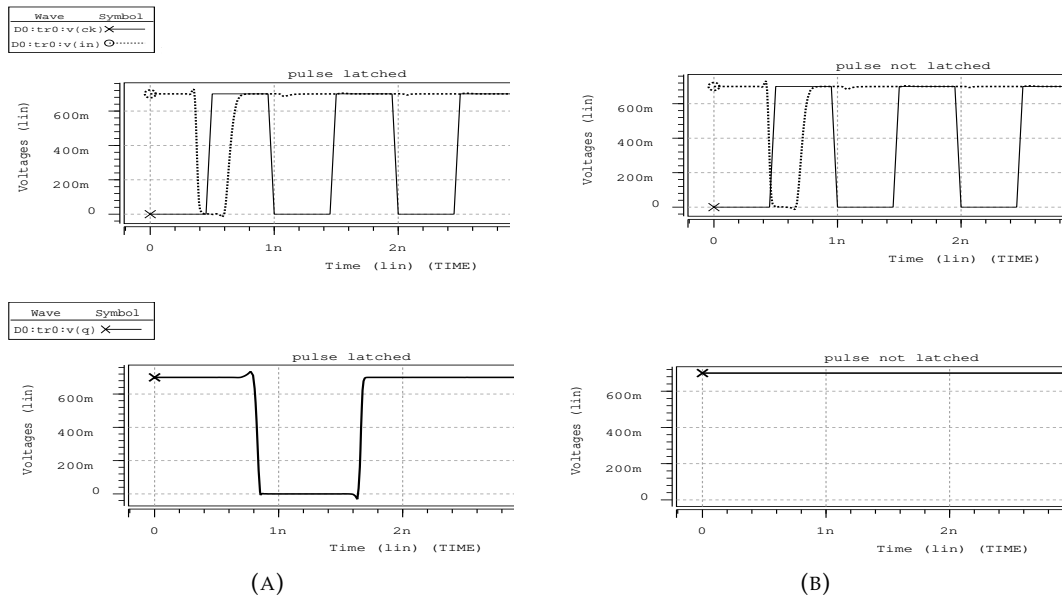 Wave Symbol
D0:tr0:v(ck)
D0:tr0:v(in)
pulse latched
Voltages (lin)
600m
400m
200m
0
0 1n 2n
Time (lin) (TIME)
pulse not latched
Voltages (lin)
600m
400m
200m
0
0 1n 2n
Time (lin) (TIME)
Wave Symbol
D0:tr0:v(q)
pulse latched
Voltages (lin)
600m
400m
200m
0
0 1n 2n
Time (lin) (TIME)
(A)
pulse not latched
Voltages (lin)
600m
400m
200m
0
0 1n 2n
Time (lin) (TIME)
(B)